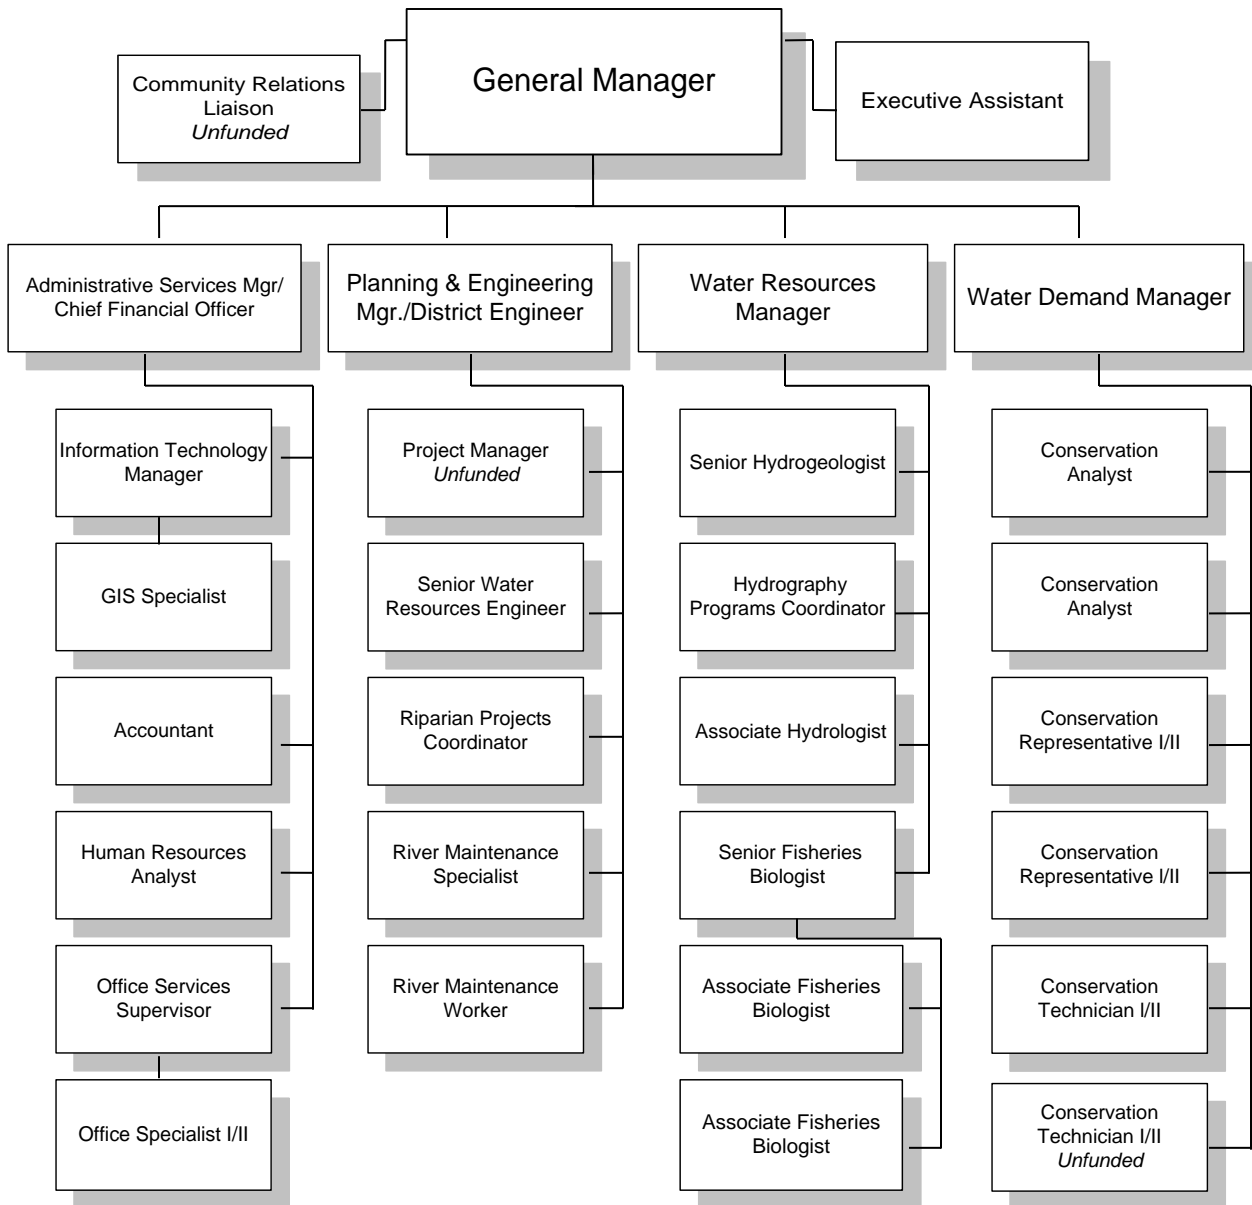 General Manager
Community Relations
Liaison
Unfunded
Executive Assistant
Administrative Services Mgr/
Chief Financial Officer
Planning & Engineering
Mgr./District Engineer
Water Resources
Manager
Water Demand Manager
Information Technology
Manager
GIS Specialist
Accountant
Human Resources
Analyst
Office Services
Supervisor
Office Specialist I/II
Project Manager
Unfunded
Senior Water
Resources Engineer
Riparian Projects
Coordinator
River Maintenance
Specialist
River Maintenance
Worker
Senior Hydrogeologist
Hydrography
Programs Coordinator
Associate Hydrologist
Senior Fisheries
Biologist
Associate Fisheries
Biologist
Associate Fisheries
Biologist
Conservation
Analyst
Conservation
Analyst
Conservation
Representative I/II
Conservation
Representative I/II
Conservation
Technician I/II
Conservation
Technician I/II
Unfunded